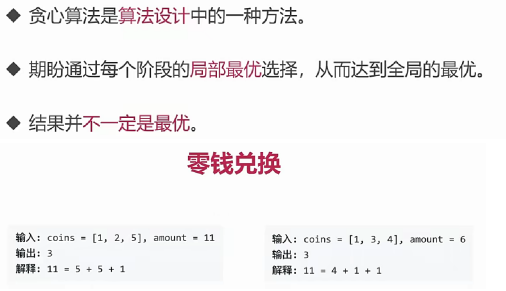 ◆ 贪心算法是算法设计中的一种方法。
◆ 期盼通过每个阶段的局部最优选择，从而达到全局的最优。
◆ 结果并不一定是最优。
零钱兑换
输入: coins = [1, 2, 5], amount = 11
输出: 3
解释: 11 = 5 + 5 + 1
输入: coins = [1, 3, 4], amount = 6
输出: 3
解释: 11 = 4 + 1 + 1